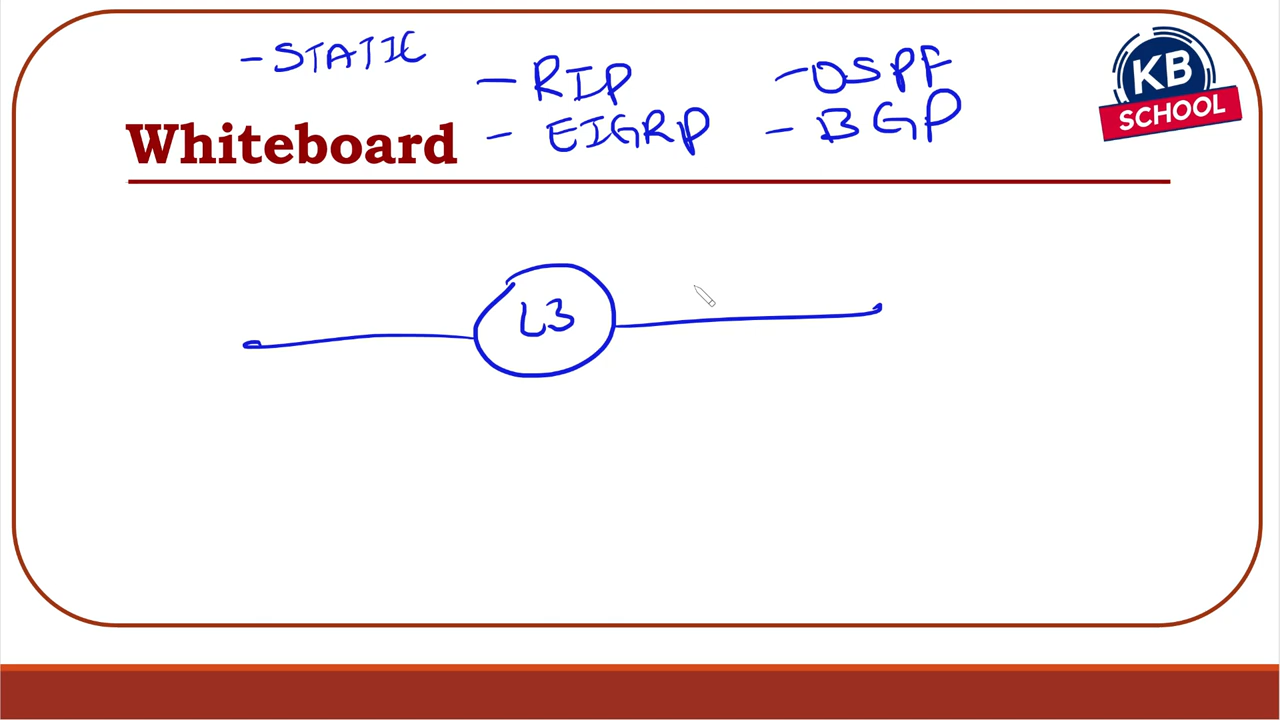 - STATIC
- RIP
- OSPF
- EIGRP
- BGP
KB
SCHOOL
Whiteboard
L3